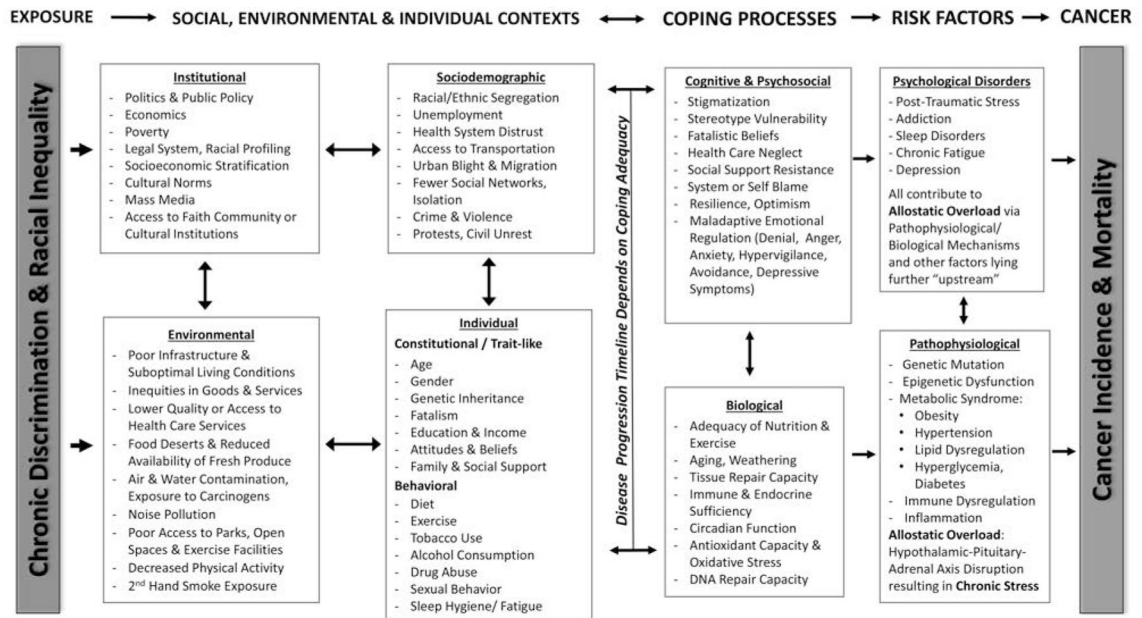 EXPOSURE
SOCIAL, ENVIRONMENTAL & INDIVIDUAL CONTEXTS
COPING PROCESSES
RISK FACTORS
CANCER
Chronic Discrimination & Racial Inequality
Institutional
- Politics & Public Policy
- Economics
- Poverty
- Legal System, Racial Profiling
- Socioeconomic Stratification
- Cultural Norms
- Mass Media
- Access to Faith Community or
Cultural Institutions
Environmental
- Poor Infrastructure &
Suboptimal Living Conditions
- Inequities in Goods & Services
- Lower Quality or Access to
Health Care Services
- Food Deserts & Reduced
Availability of Fresh Produce
- Air & Water Contamination,
Exposure to Carcinogens
- Noise Pollution
- Poor Access to Parks, Open
Spaces & Exercise Facilities
- Decreased Physical Activity
- 2nd Hand Smoke Exposure
Sociodemographic
- Racial/Ethnic Segregation
- Unemployment
- Health System Distrust
- Access to Transportation
- Urban Blight & Migration
- Fewer Social Networks,
Isolation
- Crime & Violence
- Protests, Civil Unrest
Individual
Constitutional / Trait-like
- Age
- Gender
- Genetic Inheritance
- Fatalism
- Education & Income
- Attitudes & Beliefs
- Family & Social Support
Behavioral
- Diet
- Exercise
- Tobacco Use
- Alcohol Consumption
- Drug Abuse
- Sexual Behavior
- Sleep Hygiene/ Fatigue
Disease Progression Timeline Depends on Coping Adequacy
Cognitive & Psychosocial
- Stigmatization
- Stereotype Vulnerability
- Fatalistic Beliefs
- Health Care Neglect
- Social Support Resistance
- System or Self Blame
- Resilience, Optimism
- Maladaptive Emotional
Regulation (Denial, Anger,
Anxiety, Hypervigilance,
Avoidance, Depressive
Symptoms)
Biological
- Adequacy of Nutrition &
Exercise
- Aging, Weathering
- Tissue Repair Capacity
- Immune & Endocrine
Sufficiency
- Circadian Function
- Antioxidant Capacity &
Oxidative Stress
- DNA Repair Capacity
Psychological Disorders
- Post-Traumatic Stress
- Addiction
- Sleep Disorders
- Chronic Fatigue
- Depression
All contribute to
Allostatic Overload via
Pathophysiological/
Biological Mechanisms
and other factors lying
further "upstream"
Pathophysiological
- Genetic Mutation
- Epigenetic Dysfunction
- Metabolic Syndrome:
• Obesity
• Hypertension
• Lipid Dysregulation
• Hyperglycemia,
Diabetes
- Immune Dysregulation
- Inflammation
Allostatic Overload:
Hypothalamic-Pituitary-
Adrenal Axis Disruption
resulting in Chronic Stress
Cancer Incidence & Mortality